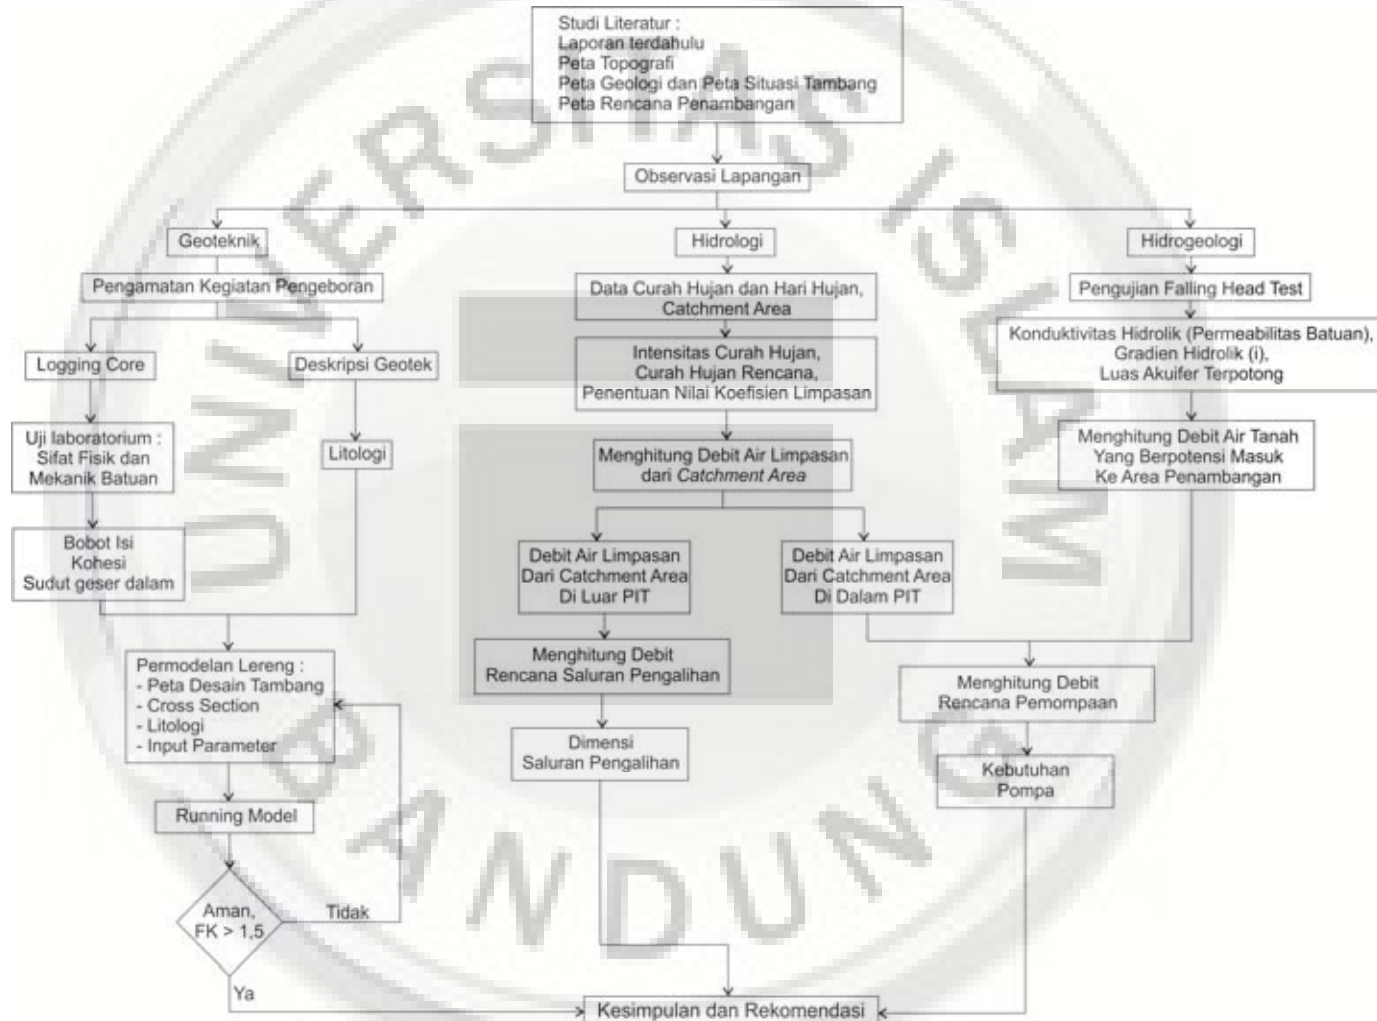 Studi Literatur :
Laporan terdahulu
Peta Topografi
Peta Geologi dan Peta Situasi Tambang
Peta Rencana Penambangan
Observasi Lapangan
Geoteknik
Pengamatan Kegiatan Pengeboran
Logging Core
Deskripsi Geotek
Uji laboratorium :
Sifat Fisik dan
Mekanik Batuan
Litologi
Bobot Isi
Kohesi
Sudut geser dalam
Permodelan Lereng :
- Peta Desain Tambang
- Cross Section
- Litologi
- Input Parameter
Running Model
Aman,
FK > 1,5
Tidak
Ya
Hidrologi
Data Curah Hujan dan Hari Hujan,
Catchment Area
Intensitas Curah Hujan,
Curah Hujan Rencana,
Penentuan Nilai Koefisien Limpasan
Menghitung Debit Air Limpasan
dari Catchment Area
Debit Air Limpasan
Dari Catchment Area
Di Luar PIT
Debit Air Limpasan
Dari Catchment Area
Di Dalam PIT
Menghitung Debit
Rencana Saluran Pengalihan
Dimensi
Saluran Pengalihan
Hidrogeologi
Pengujian Falling Head Test
Konduktivitas Hidrolik (Permeabilitas Batuan),
Gradien Hidrolik (i),
Luas Akuifer Terpotong
Menghitung Debit Air Tanah
Yang Berpotensi Masuk
Ke Area Penambangan
Menghitung Debit
Rencana Pemompaan
Kebutuhan
Pompa
Kesimpulan dan Rekomendasi
UNIVERSITAS ISLAM
BANDUNG